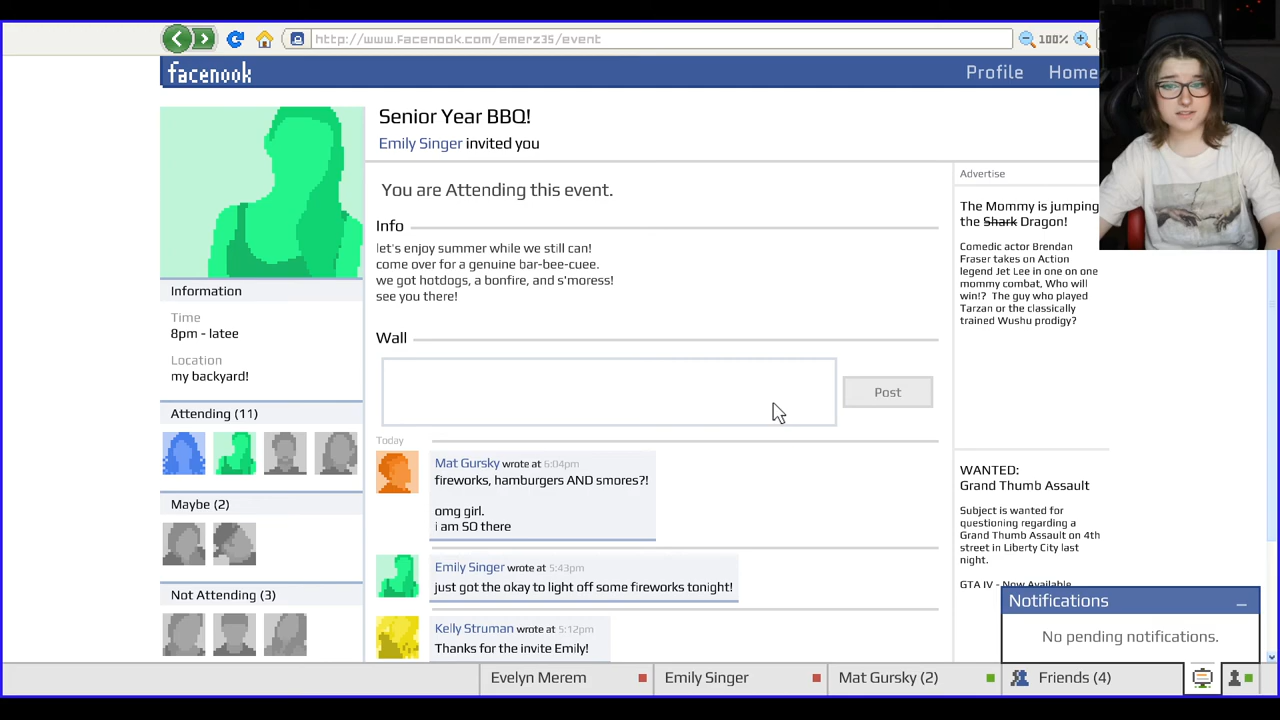 http://www.facenook.com/emerz35/event
100%
facenook
Profile
Home
Senior Year BBQ!
Emily Singer invited you
You are Attending this event.
Info
let's enjoy summer while we still can!
come over for a genuine bar-bee-cuee.
we got hotdogs, a bonfire, and s'moress!
see you there!
Information
Time
8pm - latee
Location
my backyard!
Attending (11)
Maybe (2)
Not Attending (3)
Wall
Post
Today
Mat Gursky wrote at 6:04pm
fireworks, hamburgers AND smores?!
omg girl.
i am SO there
Emily Singer wrote at 5:43pm
just got the okay to light off some fireworks tonight!
Kelly Struman wrote at 5:12pm
Thanks for the invite Emily!
Advertise
The Mommy is jumping
the Shark Dragon!
Comedic actor Brendan
Fraser takes on Action
legend Jet Lee in one on one
mommy combat. Who will
win!? The guy who played
Tarzan or the classically
trained Wushu prodigy?
WANTED:
Grand Thumb Assault
Subject is wanted for
questioning regarding a
Grand Thumb Assault on 4th
street in Liberty City last
night.
GTA IV - Now Available
Notifications
No pending notifications.
Evelyn Merem
Emily Singer
Mat Gursky (2)
Friends (4)